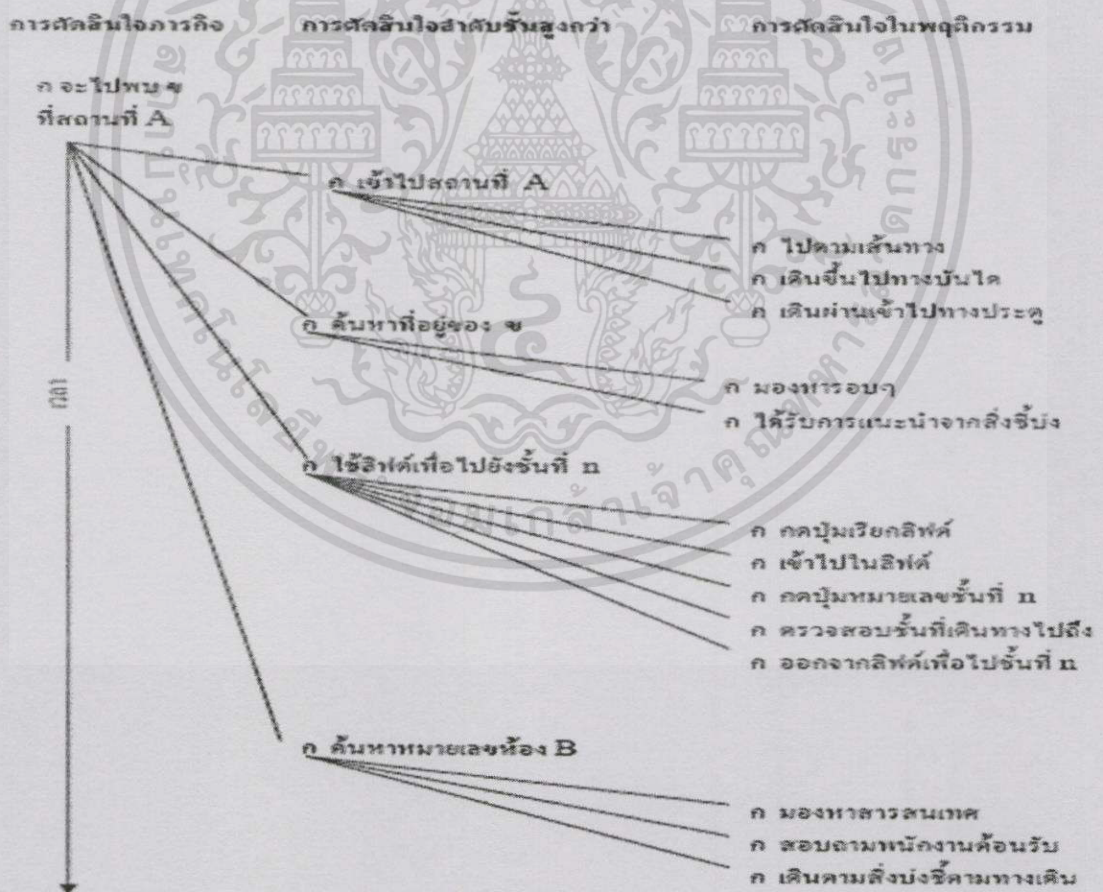 การตัดสินใจภารกิจ การตัดสินใจลำดับชั้นสูงกว่า การตัดสินใจในพฤติกรรม
ก จะไปพบ ข
ที่สถานที่ A
ก เข้าไปสถานที่ A
ก ไปตามเส้นทาง
ก เดินขึ้นไปทางบันได
ก เดินผ่านเข้าไปทางประตู
ก ค้นหาที่อยู่ของ ข
ก มองหารอบๆ
ก ได้รับการแนะนำจากสิ่งชี้บ่ง
เวลา
ก ใช้ลิฟต์เพื่อไปยังชั้นที่ n
ก กดปุ่มเรียกลิฟต์
ก เข้าไปในลิฟต์
ก กดปุ่มหมายเลขชั้นที่ n
ก ตรวจสอบชั้นที่เดินทางไปถึง
ก ออกจากลิฟต์เพื่อไปชั้นที่ n
ก ค้นหาหมายเลขห้อง B
ก มองหาสารสนเทศ
ก สอบถามพนักงานต้อนรับ
ก เดินตามสิ่งบ่งชี้ตามทางเดิน